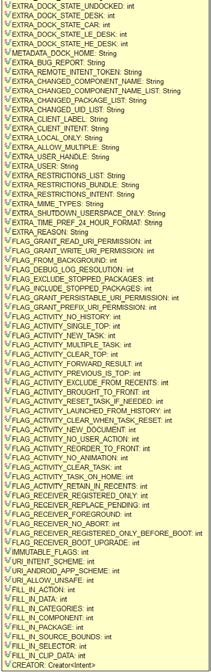 EXTRA_DOCK_STATE_UNDOCKED: int
EXTRA_DOCK_STATE_DESK: int
EXTRA_DOCK_STATE_CAR: int
EXTRA_DOCK_STATE_LE_DESK: int
EXTRA_DOCK_STATE_HE_DESK: int
METADATA_DOCK_HOME: String
EXTRA_BUG_REPORT: String
EXTRA_REMOTE_INTENT_TOKEN: String
EXTRA_CHANGED_COMPONENT_NAME: String
EXTRA_CHANGED_COMPONENT_NAME_LIST: String
EXTRA_CHANGED_PACKAGE_LIST: String
EXTRA_CHANGED_UID_LIST: String
EXTRA_CLIENT_LABEL: String
EXTRA_CLIENT_INTENT: String
EXTRA_LOCAL_ONLY: String
EXTRA_ALLOW_MULTIPLE: String
EXTRA_USER_HANDLE: String
EXTRA_USER: String
EXTRA_RESTRICTIONS_LIST: String
EXTRA_RESTRICTIONS_BUNDLE: String
EXTRA_RESTRICTIONS_INTENT: String
EXTRA_MIME_TYPES: String
EXTRA_SHUTDOWN_USERSPACE_ONLY: String
EXTRA_TIME_PREF_24_HOUR_FORMAT: String
EXTRA_REASON: String
FLAG_GRANT_READ_URI_PERMISSION: int
FLAG_GRANT_WRITE_URI_PERMISSION: int
FLAG_FROM_BACKGROUND: int
FLAG_DEBUG_LOG_RESOLUTION: int
FLAG_EXCLUDE_STOPPED_PACKAGES: int
FLAG_INCLUDE_STOPPED_PACKAGES: int
FLAG_GRANT_PERSISTABLE_URI_PERMISSION: int
FLAG_GRANT_PREFIX_URI_PERMISSION: int
FLAG_ACTIVITY_NO_HISTORY: int
FLAG_ACTIVITY_SINGLE_TOP: int
FLAG_ACTIVITY_NEW_TASK: int
FLAG_ACTIVITY_MULTIPLE_TASK: int
FLAG_ACTIVITY_CLEAR_TOP: int
FLAG_ACTIVITY_FORWARD_RESULT: int
FLAG_ACTIVITY_PREVIOUS_IS_TOP: int
FLAG_ACTIVITY_EXCLUDE_FROM_RECENTS: int
FLAG_ACTIVITY_BROUGHT_TO_FRONT: int
FLAG_ACTIVITY_RESET_TASK_IF_NEEDED: int
FLAG_ACTIVITY_LAUNCHED_FROM_HISTORY: int
FLAG_ACTIVITY_CLEAR_WHEN_TASK_RESET: int
FLAG_ACTIVITY_NEW_DOCUMENT: int
FLAG_ACTIVITY_NO_USER_ACTION: int
FLAG_ACTIVITY_REORDER_TO_FRONT: int
FLAG_ACTIVITY_NO_ANIMATION: int
FLAG_ACTIVITY_CLEAR_TASK: int
FLAG_ACTIVITY_TASK_ON_HOME: int
FLAG_ACTIVITY_RETAIN_IN_RECENTS: int
FLAG_RECEIVER_REGISTERED_ONLY: int
FLAG_RECEIVER_REPLACE_PENDING: int
FLAG_RECEIVER_FOREGROUND: int
FLAG_RECEIVER_NO_ABORT: int
FLAG_RECEIVER_REGISTERED_ONLY_BEFORE_BOOT: int
FLAG_RECEIVER_BOOT_UPGRADE: int
IMMUTABLE_FLAGS: int
URI_INTENT_SCHEME: int
URI_ANDROID_APP_SCHEME: int
URI_ALLOW_UNSAFE: int
FILL_IN_ACTION: int
FILL_IN_DATA: int
FILL_IN_CATEGORIES: int
FILL_IN_COMPONENT: int
FILL_IN_PACKAGE: int
FILL_IN_SOURCE_BOUNDS: int
FILL_IN_SELECTOR: int
FILL_IN_CLIP_DATA: int
CREATOR: Creator<Intent>